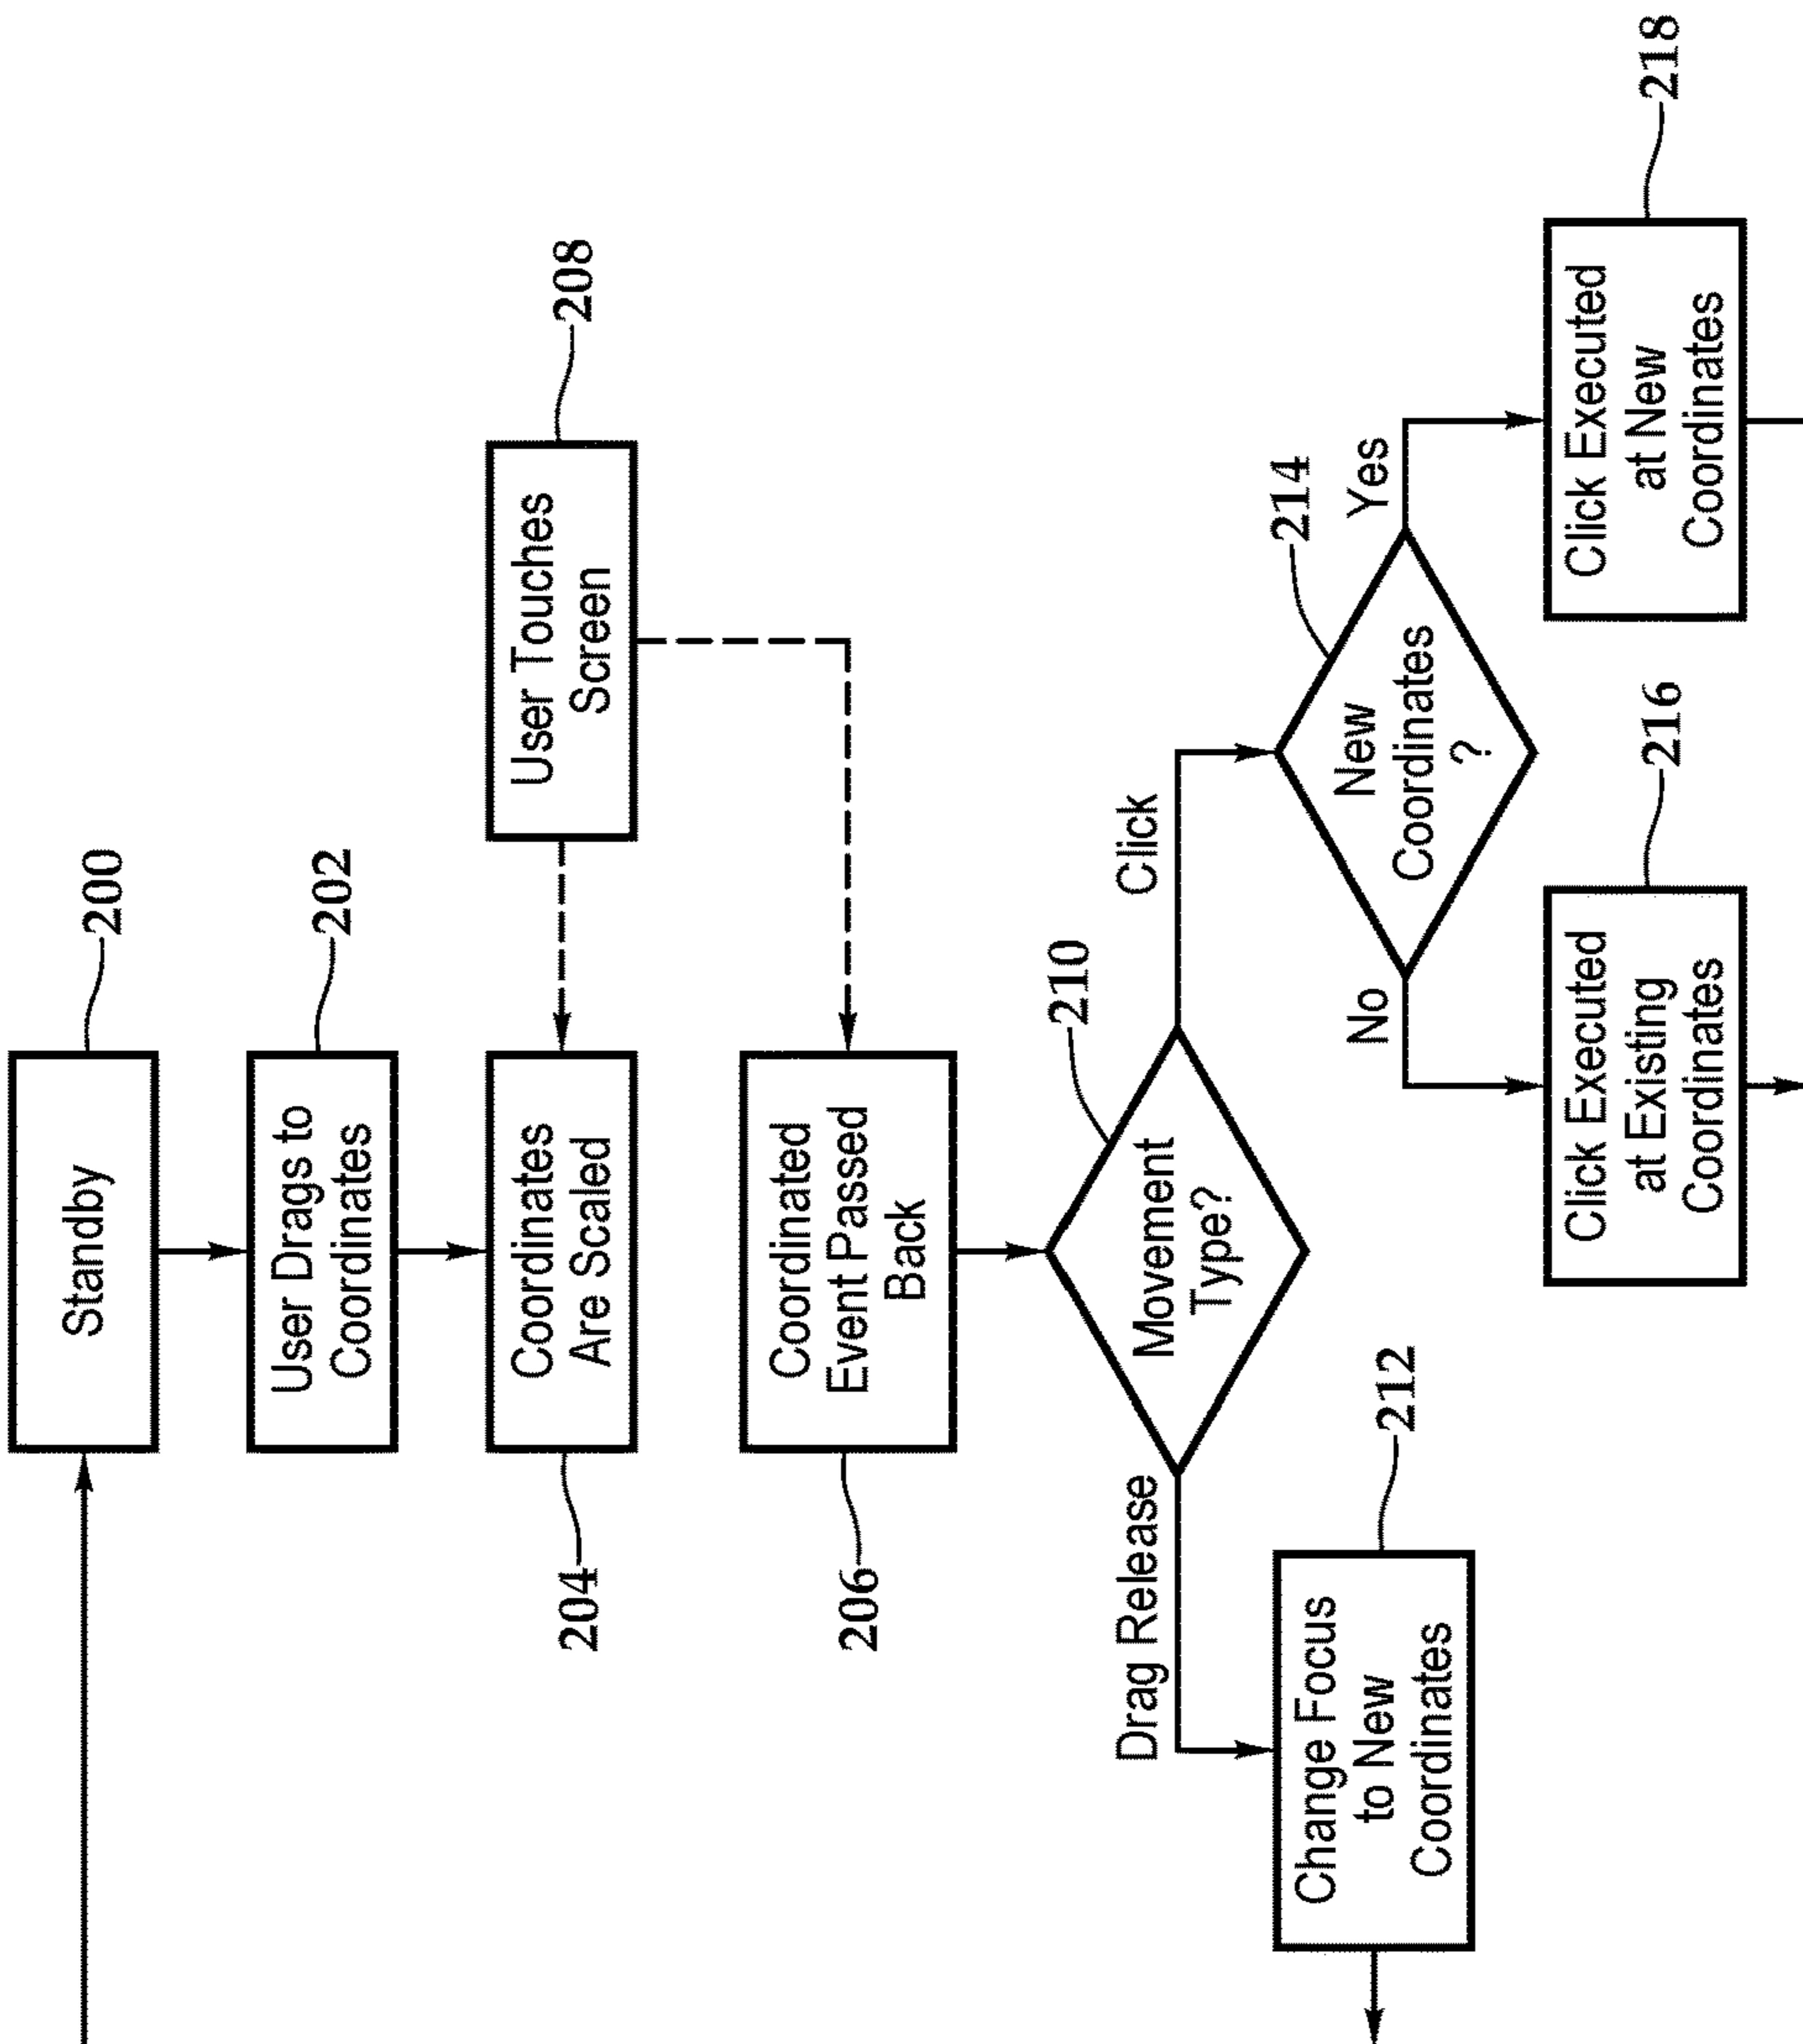 Standby
200
User Drags to
Coordinates
202
Coordinates
Are Scaled
204
User Touches
Screen
208
Coordinated
Event Passed
Back
206
Movement
Type?
210
Drag Release
Click
Change Focus
to New
Coordinates
212
New
Coordinates
?
214
No
Yes
Click Executed
at Existing
Coordinates
216
Click Executed
at New
Coordinates
218